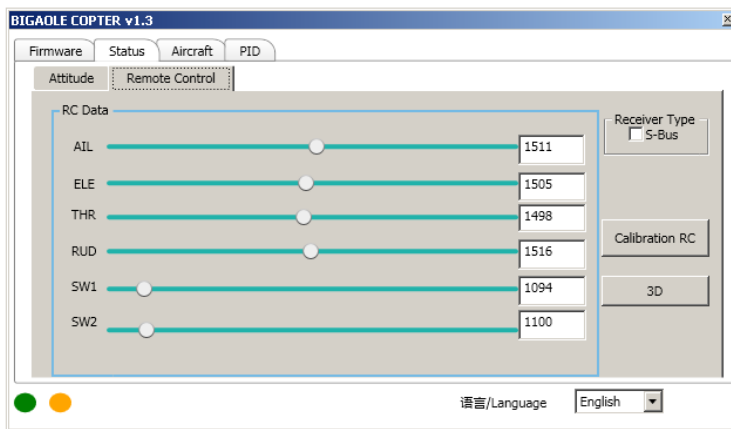 BIGAOLE COPTER v1.3
Firmware Status Aircraft PID
Attitude Remote Control
RC Data
Receiver Type
S-Bus
AIL 1511
ELE 1505
THR 1498
RUD 1516
Calibration RC
SW1 1094
3D
SW2 1100
语言/Language English